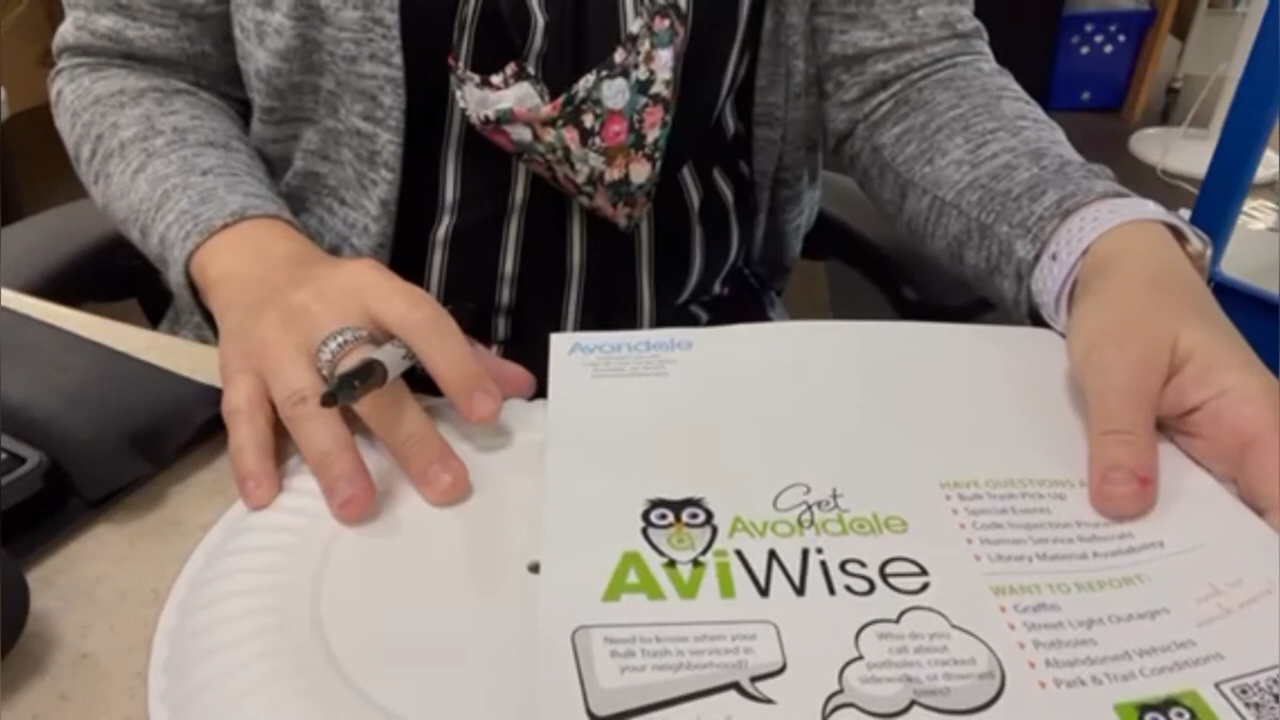 Avondale
Get
Avondale
AviWise
Need to know when your
Bulk Trash is serviced in
your neighborhood?
Who do you
call about
potholes, cracked
sidewalks, or downed
trees?
HAVE QUESTIONS
Bulk Trash Pick Up
Special Events
Code Inspection
Human Service Referrals
Library Material Availability
WANT TO REPORT:
Graffiti
Street Light Outages
Potholes
Abandoned Vehicles
Park & Trail Conditions